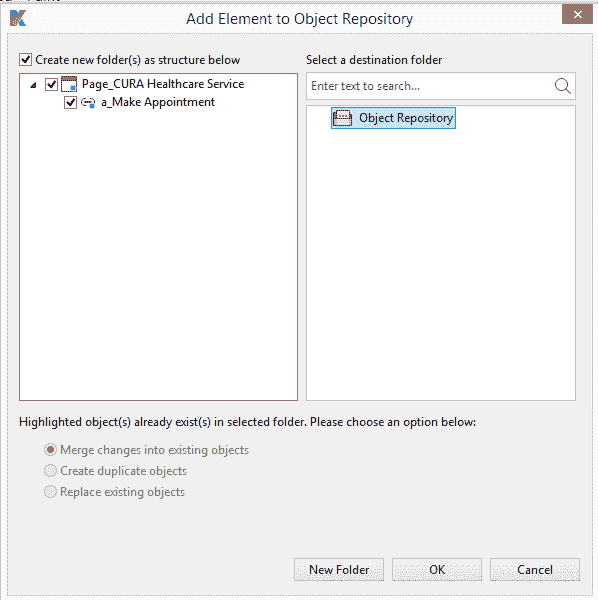 Add Element to Object Repository
Create new folder(s) as structure below
Page_CURA Healthcare Service
a_Make Appointment
Select a destination folder
Enter text to search...
Object Repository
Highlighted object(s) already exist(s) in selected folder. Please choose an option below:
Merge changes into existing objects
Create duplicate objects
Replace existing objects
New Folder
OK
Cancel